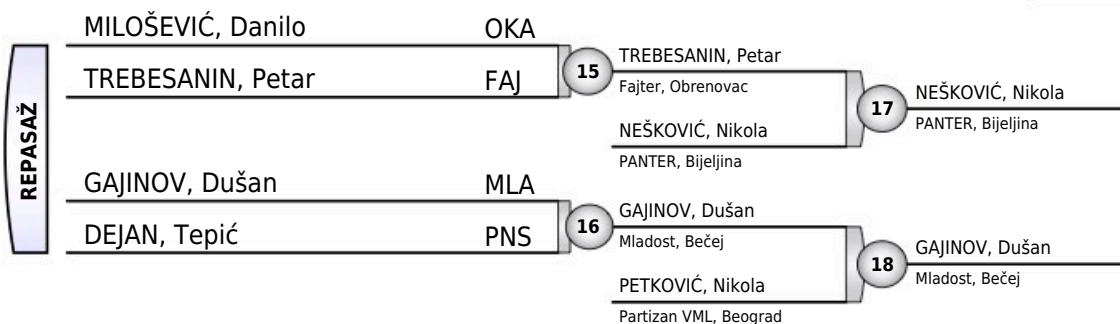 REPASAŽ
MILOŠEVIĆ, Danilo OKA
TREBESANIN, Petar FAJ
15
TREBESANIN, Petar
Fajter, Obrenovac
NEŠKOVIĆ, Nikola
PANTER, Bijeljina
17
NEŠKOVIĆ, Nikola
PANTER, Bijeljina
GAJINOV, Dušan MLA
DEJAN, Tepić PNS
16
GAJINOV, Dušan
Mladost, Bečej
PETKOVIĆ, Nikola
Partizan VML, Beograd
18
GAJINOV, Dušan
Mladost, Bečej